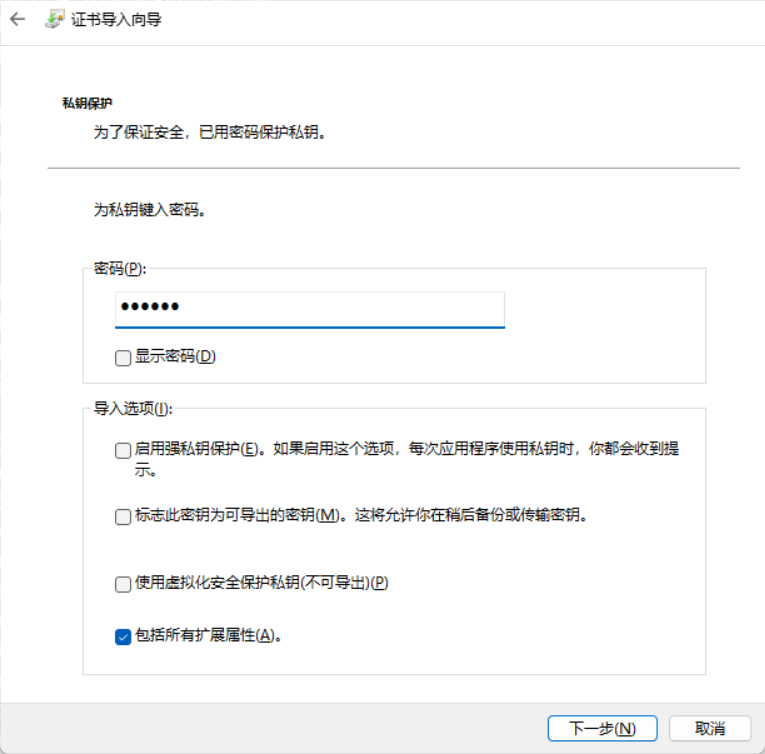 证书导入向导
私钥保护
为了保证安全，已用密码保护私钥。
为私钥键入密码。
密码(P):
••••••
显示密码(D)
导入选项(I):
启用强私钥保护(E)。如果启用这个选项，每次应用程序使用私钥时，你都会收到提
示。
标志此密钥为可导出的密钥(M)。这将允许你在稍后备份或传输密钥。
使用虚拟化安全保护私钥(不可导出)(P)
包括所有扩展属性(A)。
下一步(N)
取消